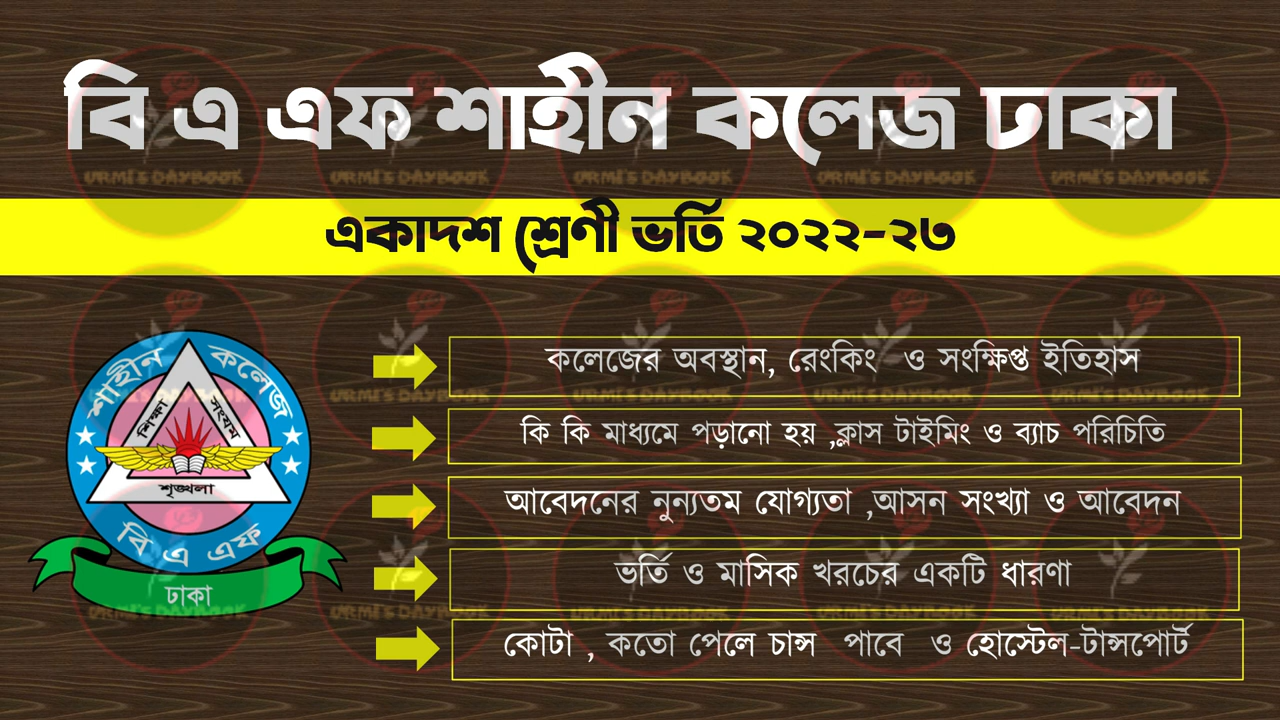 বি এ এফ শাহীন কলেজ ঢাকা
একাদশ শ্রেণী ভর্তি ২০২২-২৩
কলেজের অবস্থান, রেংকিং ও সংক্ষিপ্ত ইতিহাস
কি কি মাধ্যমে পড়ানো হয় ,ক্লাস টাইমিং ও ব্যাচ পরিচিতি
আবেদনের নুন্যতম যোগ্যতা ,আসন সংখ্যা ও আবেদন
ভর্তি ও মাসিক খরচের একটি ধারণা
কোটা , কতো পেলে চান্স পাবে ও হোস্টেল-টান্সপোর্ট
শাহীন কলেজ
শিক্ষা সংযম
শৃঙ্খলা
বি এ এফ
ঢাকা
URMI'S DAYBOOK